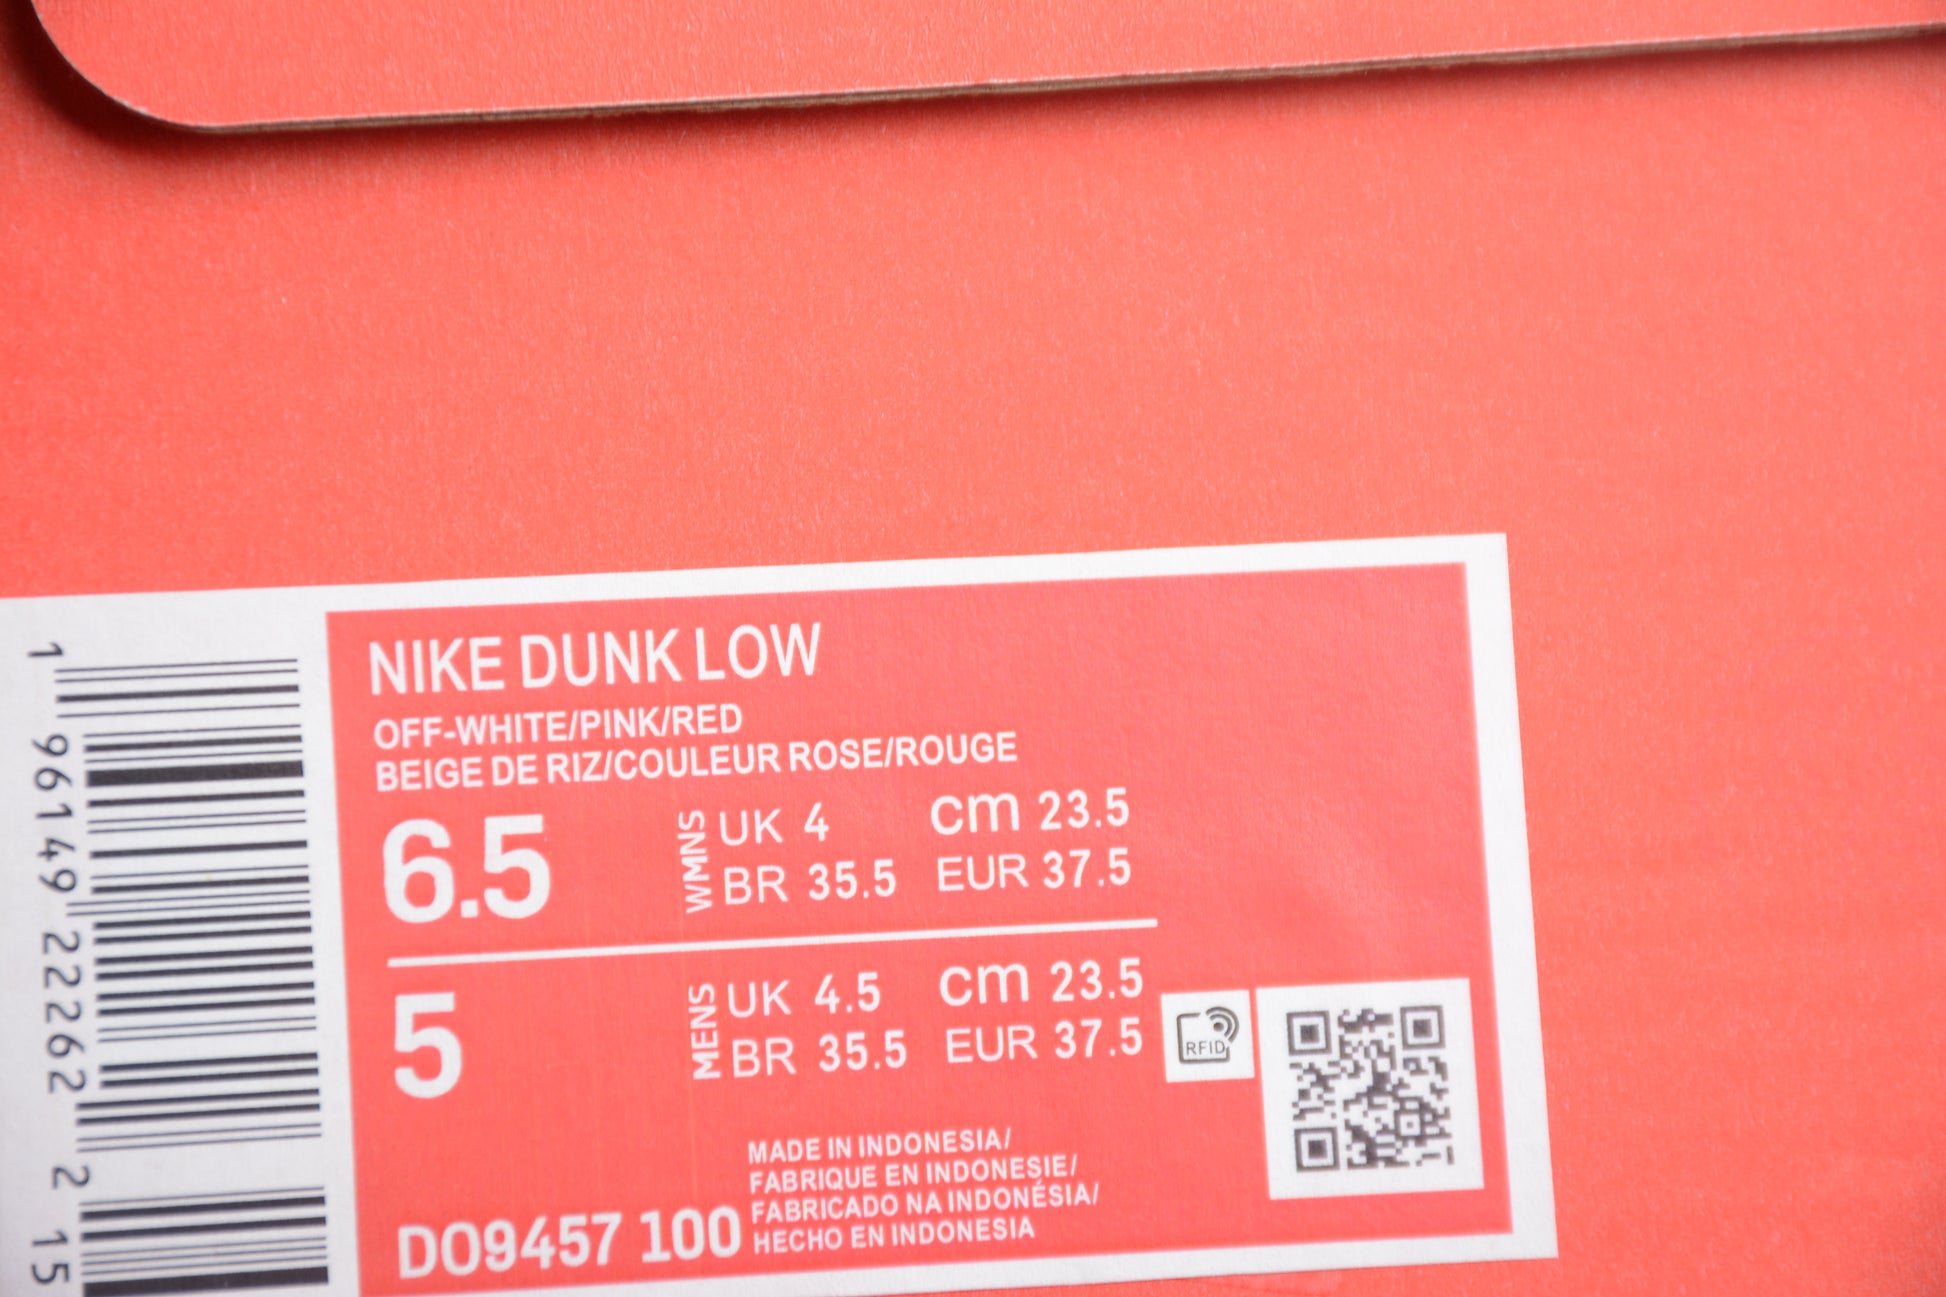 NIKE DUNK LOW
OFF-WHITE/PINK/RED
BEIGE DE RIZ/COULEUR ROSE/ROUGE
6.5 WMNS UK 4 cm 23.5
BR 35.5 EUR 37.5
5 MENS UK 4.5 cm 23.5
BR 35.5 EUR 37.5
RFID
MADE IN INDONESIA/
FABRIQUE EN INDONESIE/
FABRICADO NA INDONÉSIA/
HECHO EN INDONESIA
DO9457 100
1 96149 22262 2 15